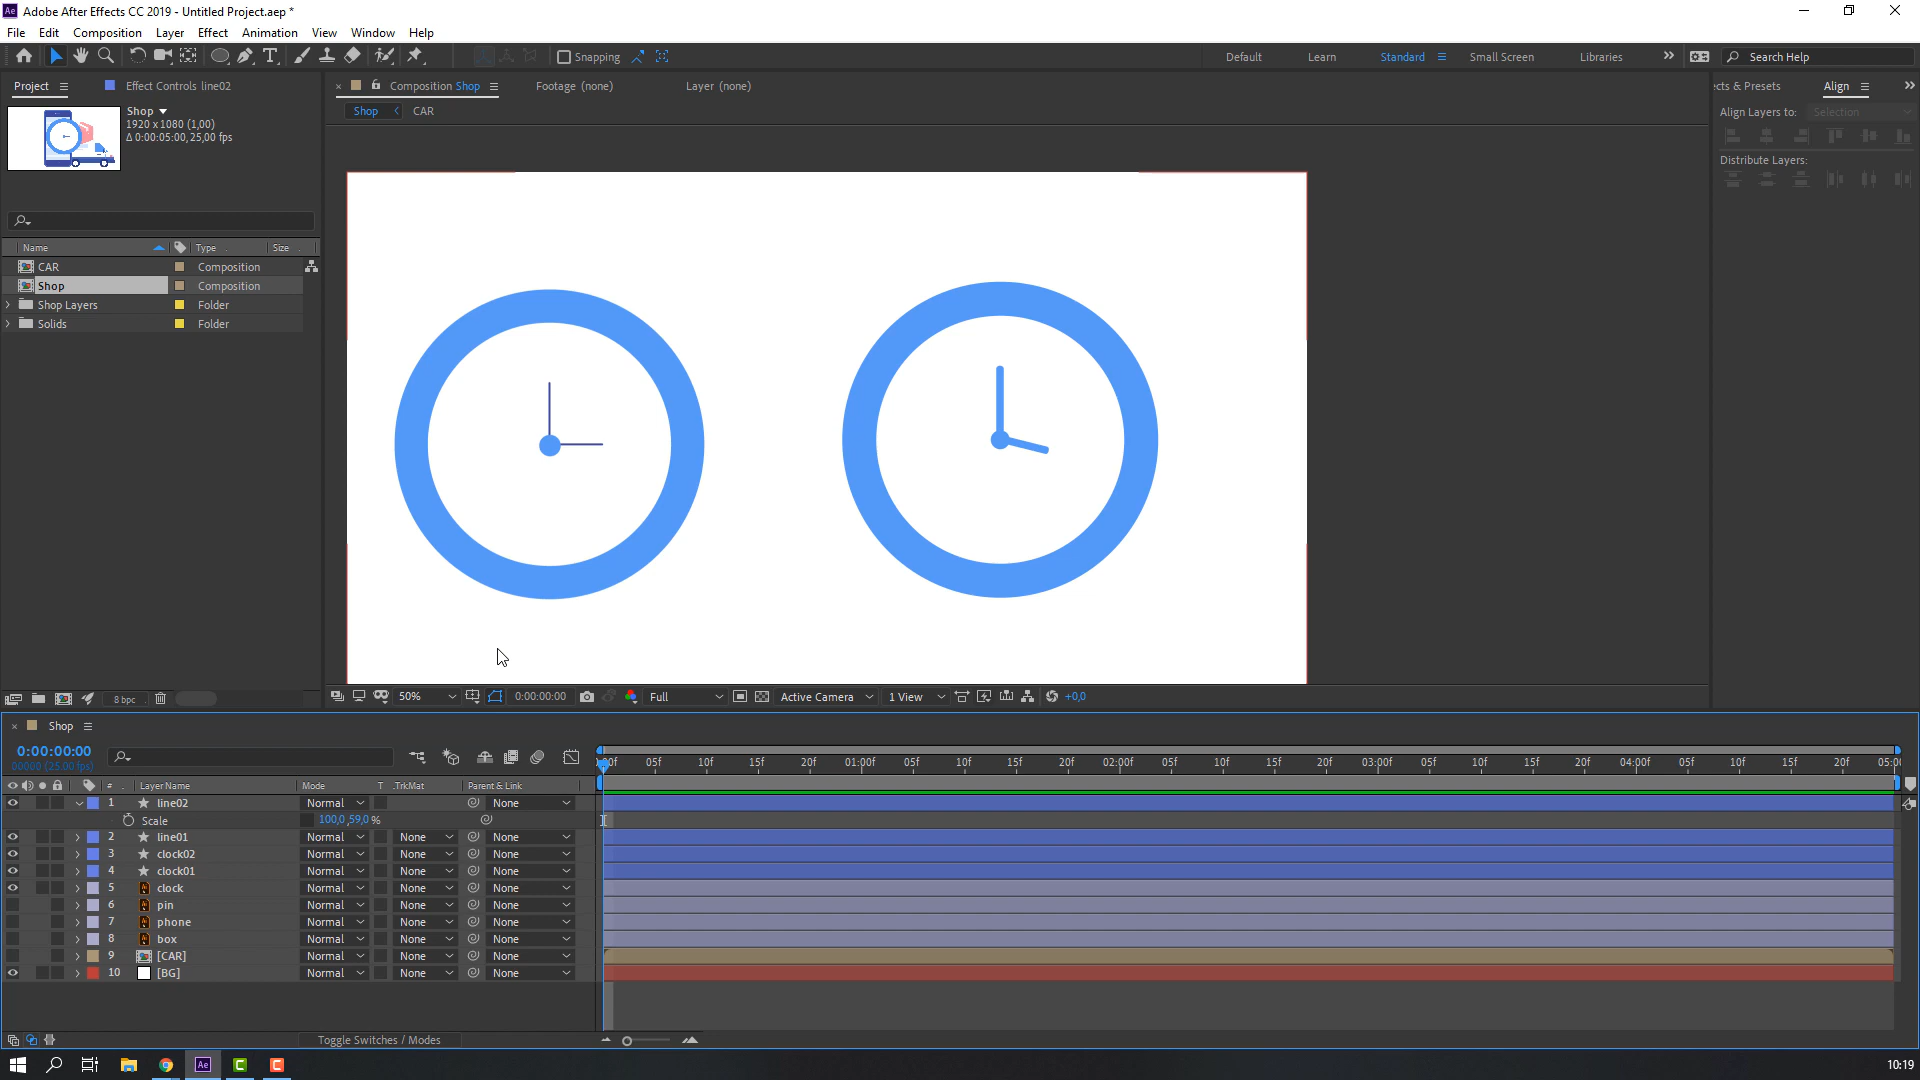 Adobe After Effects CC 2019 - Untitled Project.aep *
File Edit Composition Layer Effect Animation View Window Help
Snapping Default Learn Standard Small Screen Libraries Search Help
Project Effect Controls line02
Composition Shop Footage (none) Layer (none)
cts & Presets Align
Shop CAR
Shop
1920 x 1080 (1,00)
Δ 0:00:05:00, 25,00 fps
Align Layers to: Selection
Distribute Layers:
Name Type Size
CAR Composition
Shop Composition
Shop Layers Folder
Solids Folder
8 bpc
50% 0:00:00:00 Full Active Camera 1 View +0,0
Shop
0:00:00:00
00000 (25.00 fps)
:00f 05f 10f 15f 20f 01:00f 05f 10f 15f 20f 02:00f 05f 10f 15f 20f 03:00f 05f 10f 15f 20f 04:00f 05f 10f 15f 20f 05:00
# Layer Name Mode T .TrkMat Parent & Link
1 line02 Normal None
Scale 100,0,59,0 %
2 line01 Normal None None
3 clock02 Normal None None
4 clock01 Normal None None
5 clock Normal None None
6 pin Normal None None
7 phone Normal None None
8 box Normal None None
9 [CAR] Normal None None
10 [BG] Normal None None
Toggle Switches / Modes
Ae 10:19